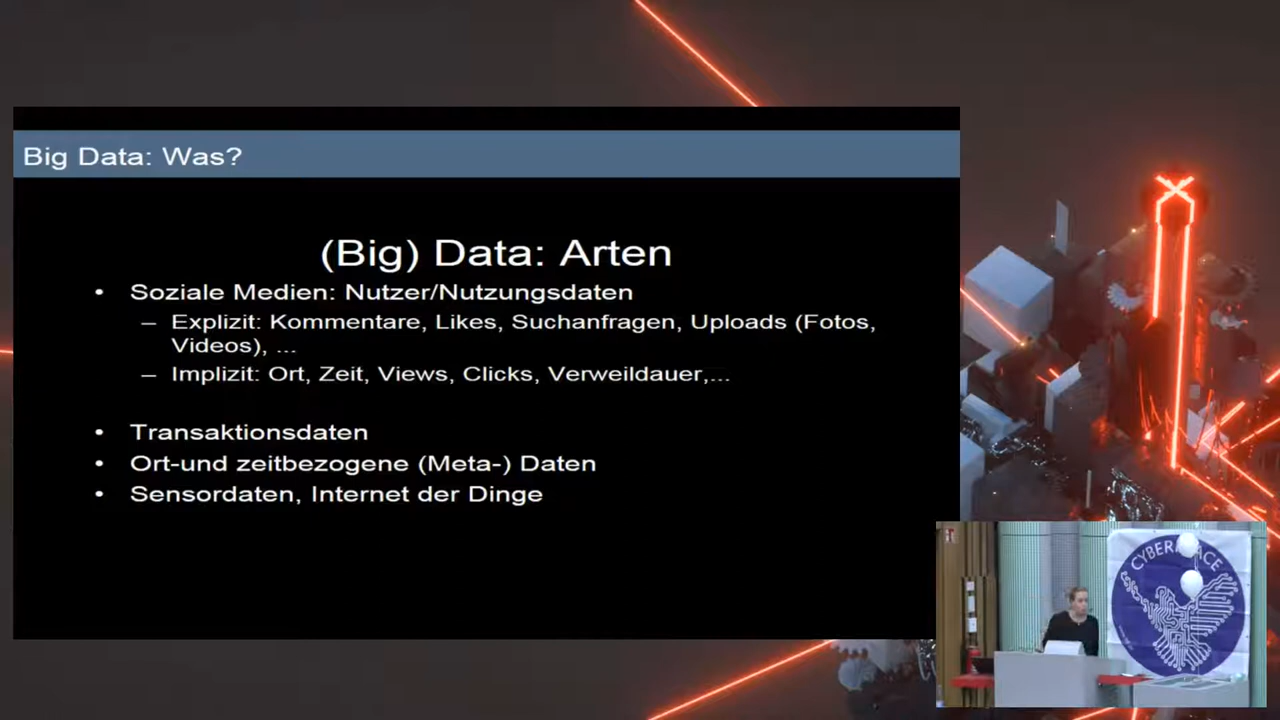 Big Data: Was?
(Big) Data: Arten
• Soziale Medien: Nutzer/Nutzungsdaten
– Explizit: Kommentare, Likes, Suchanfragen, Uploads (Fotos,
Videos), ...
– Implizit: Ort, Zeit, Views, Clicks, Verweildauer,...
• Transaktionsdaten
• Ort-und zeitbezogene (Meta-) Daten
• Sensordaten, Internet der Dinge